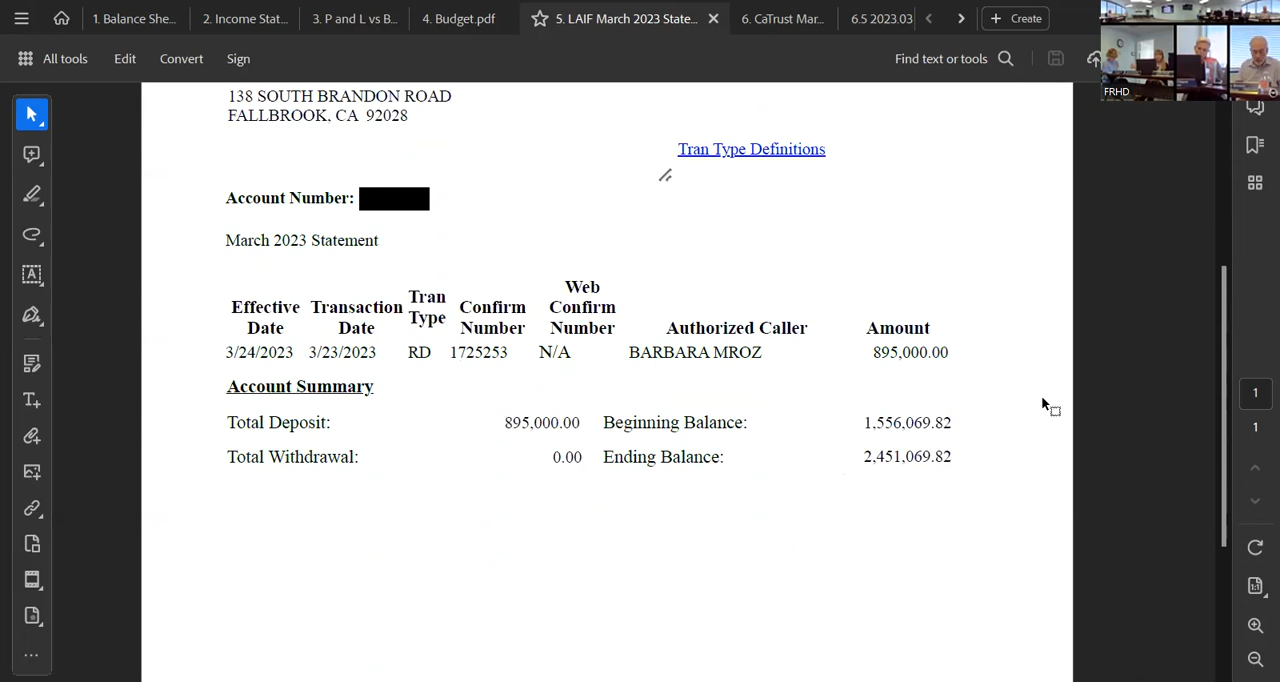 1. Balance She...
2. Income Stat...
3. P and L vs B...
4. Budget.pdf
5. LAIF March 2023 State...
6. CaTrust Mar...
6.5 2023.03
Create
All tools
Edit
Convert
Sign
Find text or tools
FRHD
138 SOUTH BRANDON ROAD
FALLBROOK, CA 92028
Tran Type Definitions
Account Number:
March 2023 Statement
Effective Date Transaction Date Tran Type Confirm Number Web Confirm Number Authorized Caller Amount
3/24/2023 3/23/2023 RD 1725253 N/A BARBARA MROZ 895,000.00
Account Summary
Total Deposit: 895,000.00 Beginning Balance: 1,556,069.82
Total Withdrawal: 0.00 Ending Balance: 2,451,069.82
1
1